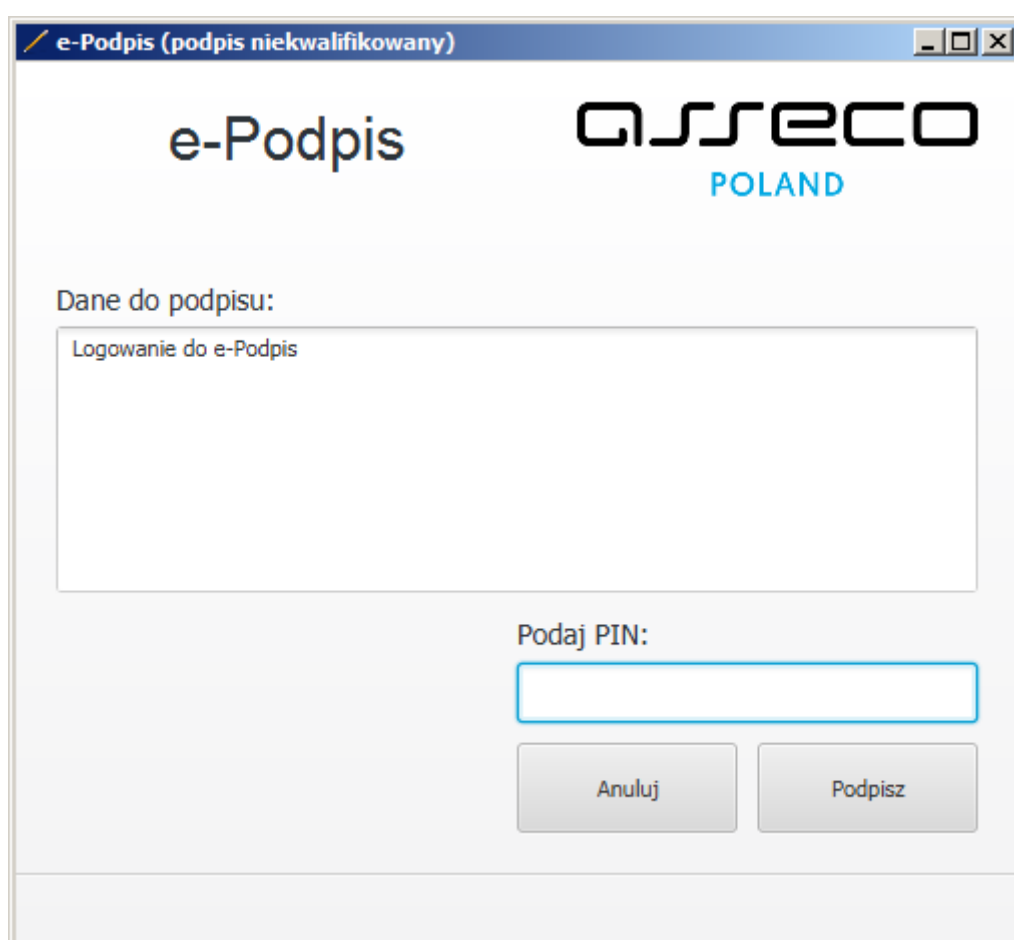 e-Podpis (podpis niekwalifikowany)
e-Podpis
asseco
POLAND
Dane do podpisu:
Logowanie do e-Podpis
Podaj PIN:
Anuluj
Podpisz